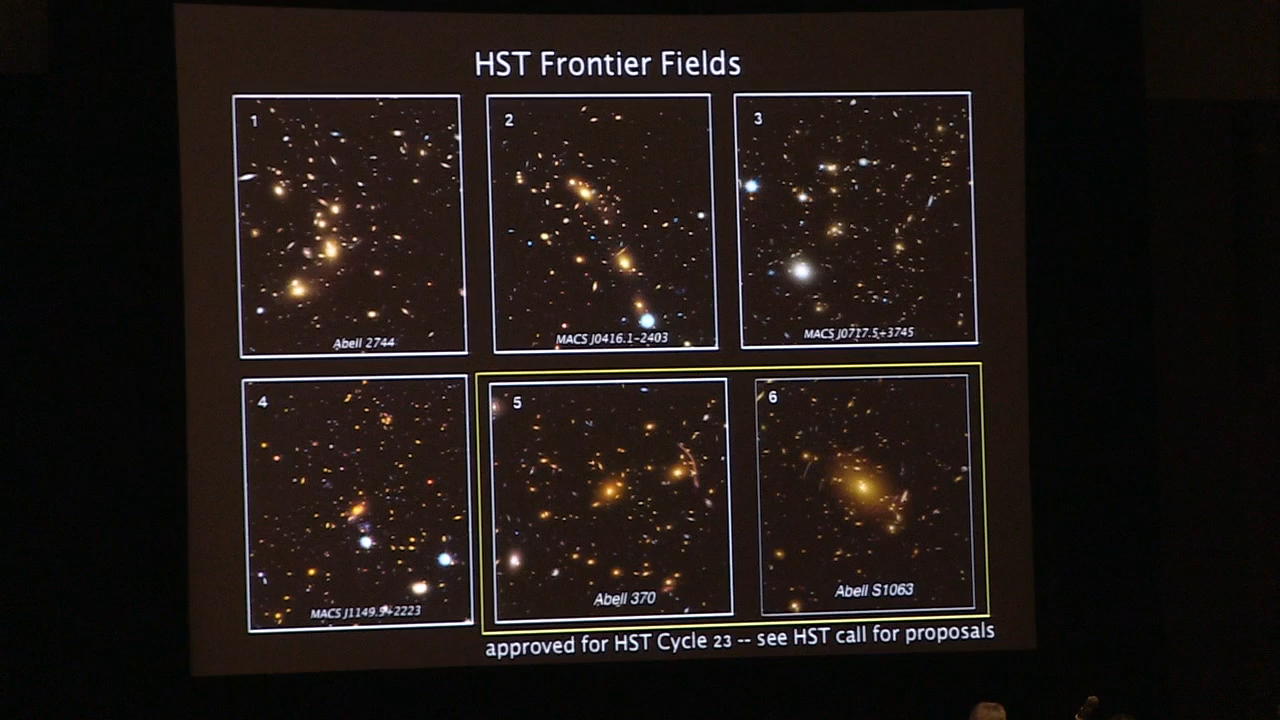 HST Frontier Fields
1
2
3
Abell 2744
MACS J0416.1-2403
MACS J0717.5+3745
4
5
6
MACS J1149.5+2223
Abell 370
Abell S1063
approved for HST Cycle 23 -- see HST call for proposals